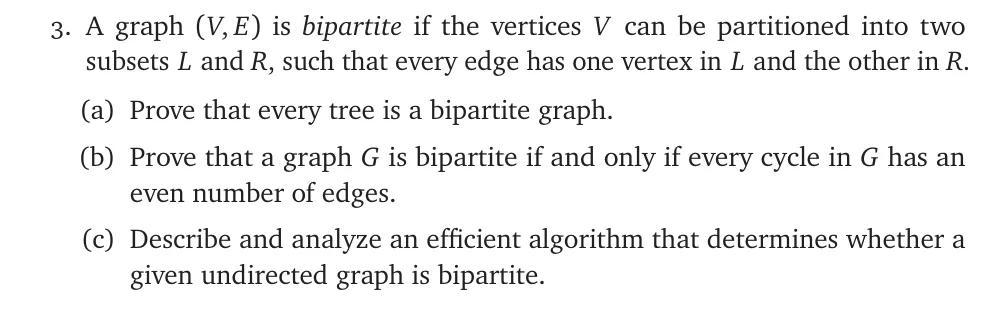 3. A graph (V, E) is bipartite if the vertices V can be partitioned into two
subsets L and R, such that every edge has one vertex in L and the other in R.
(a) Prove that every tree is a bipartite graph.
(b) Prove that a graph G is bipartite if and only if every cycle in G has an
even number of edges.
(c) Describe and analyze an efficient algorithm that determines whether a
given undirected graph is bipartite.